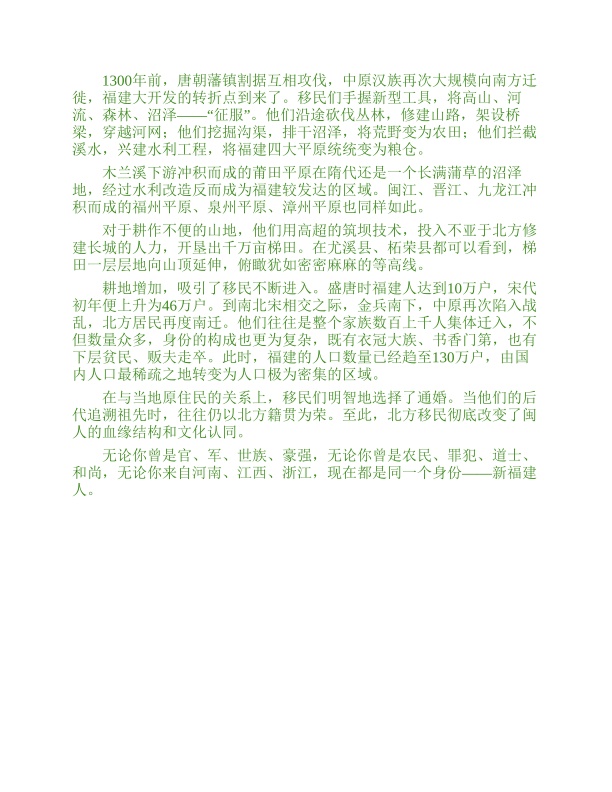 1300年前，唐朝藩镇割据互相攻伐，中原汉族再次大规模向南方迁
徙，福建大开发的转折点到来了。移民们手握新型工具，将高山、河
流、森林、沼泽——“征服”。他们沿途砍伐丛林，修建山路，架设桥
梁，穿越河网；他们挖掘沟渠，排干沼泽，将荒野变为农田；他们拦截
溪水，兴建水利工程，将福建四大平原统统变为粮仓。
木兰溪下游冲积而成的莆田平原在隋代还是一个长满蒲草的沼泽
地，经过水利改造反而成为福建较发达的区域。闽江、晋江、九龙江冲
积而成的福州平原、泉州平原、漳州平原也同样如此。
对于耕作不便的山地，他们用高超的筑坝技术，投入不亚于北方修
建长城的人力，开垦出千万亩梯田。在尤溪县、柘荣县都可以看到，梯
田一层层地向山顶延伸，俯瞰犹如密密麻麻的等高线。
耕地增加，吸引了移民不断进入。盛唐时福建人达到10万户，宋代
初年便上升为46万户。到南北宋相交之际，金兵南下，中原再次陷入战
乱，北方居民再度南迁。他们往往是整个家族数百上千人集体迁入，不
但数量众多，身份的构成也更为复杂，既有衣冠大族、书香门第，也有
下层贫民、贩夫走卒。此时，福建的人口数量已经趋至130万户，由国
内人口最稀疏之地转变为人口极为密集的区域。
在与当地原住民的关系上，移民们明智地选择了通婚。当他们的后
代追溯祖先时，往往仍以北方籍贯为荣。至此，北方移民彻底改变了闽
人的血缘结构和文化认同。
无论你曾是官、军、世族、豪强，无论你曾是农民、罪犯、道士、
和尚，无论你来自河南、江西、浙江，现在都是同一个身份——新福建
人。